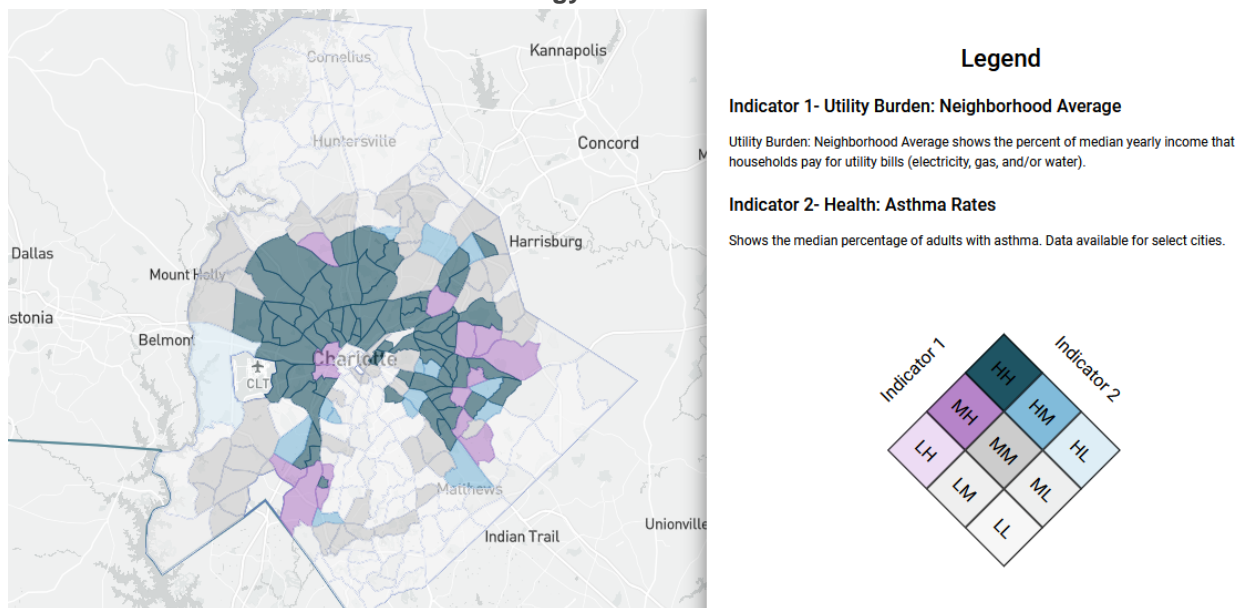 gy
Cornelius
Kannapolis
Huntersville
Concord
M
Harrisburg
Dallas
Mount Holly
astonia
Belmont
Charlotte
CLT
Matthews
Indian Trail
Unionville
Legend
Indicator 1- Utility Burden: Neighborhood Average
Utility Burden: Neighborhood Average shows the percent of median yearly income that
households pay for utility bills (electricity, gas, and/or water).
Indicator 2- Health: Asthma Rates
Shows the median percentage of adults with asthma. Data available for select cities.
Indicator 1
Indicator 2
HH
MH
HM
LH
MM
HL
LM
ML
LL